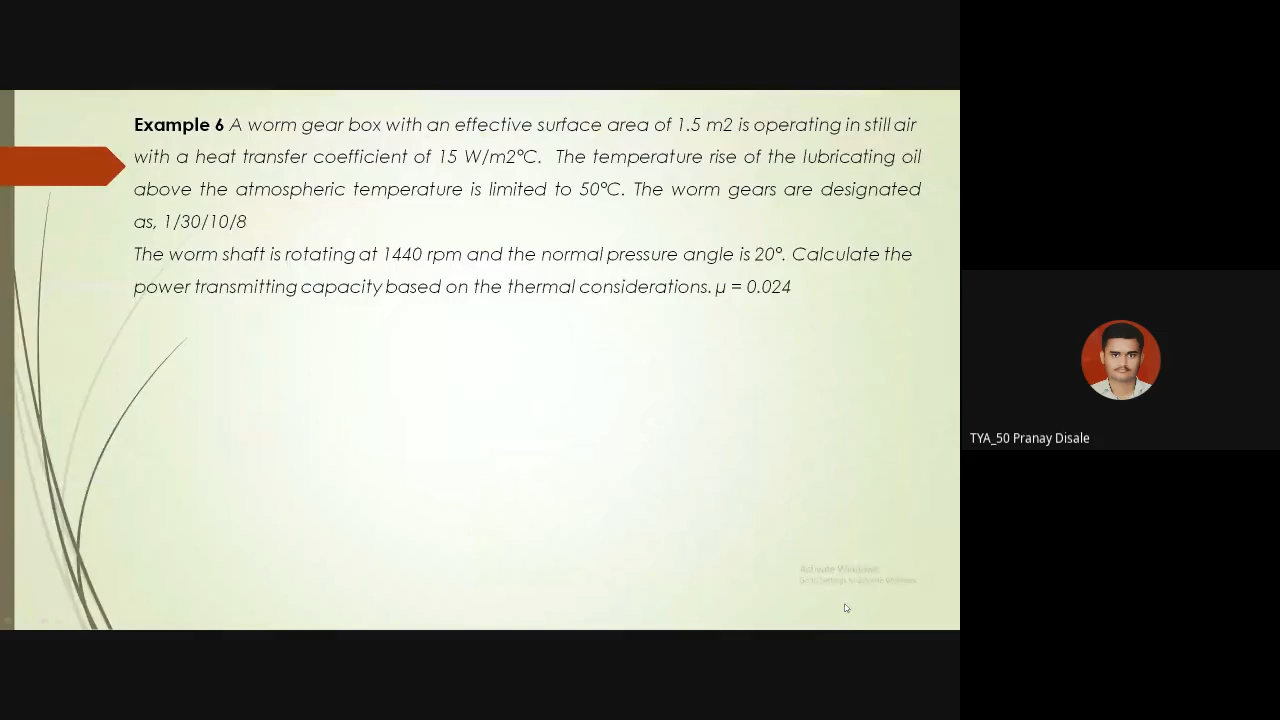 Example 6 A worm gear box with an effective surface area of 1.5 m2 is operating in still air
with a heat transfer coefficient of 15 W/m2°C. The temperature rise of the lubricating oil
above the atmospheric temperature is limited to 50°C. The worm gears are designated
as, 1/30/10/8
The worm shaft is rotating at 1440 rpm and the normal pressure angle is 20°. Calculate the
power transmitting capacity based on the thermal considerations. µ = 0.024
TYA_50 Pranay Disale
Activate Windows
Go to Settings to activate Windows.